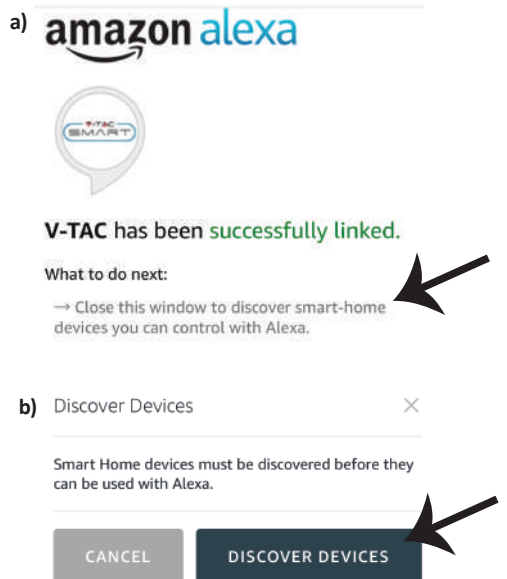 a)
amazon alexa
V-TAC
SMART
V-TAC has been successfully linked.
What to do next:
→ Close this window to discover smart-home
devices you can control with Alexa.
b) Discover Devices ×
Smart Home devices must be discovered before they
can be used with Alexa.
CANCEL DISCOVER DEVICES